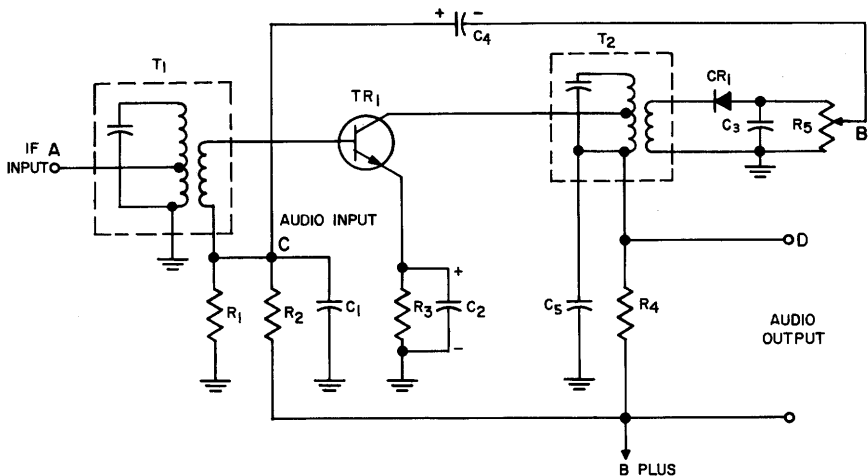 + -
C4
T1
T2
TR1
CR1
C3
R5
B
IF A
INPUT
AUDIO INPUT
C
D
+
R1
R2
C1
R3
C2
C5
R4
-
AUDIO
OUTPUT
B PLUS